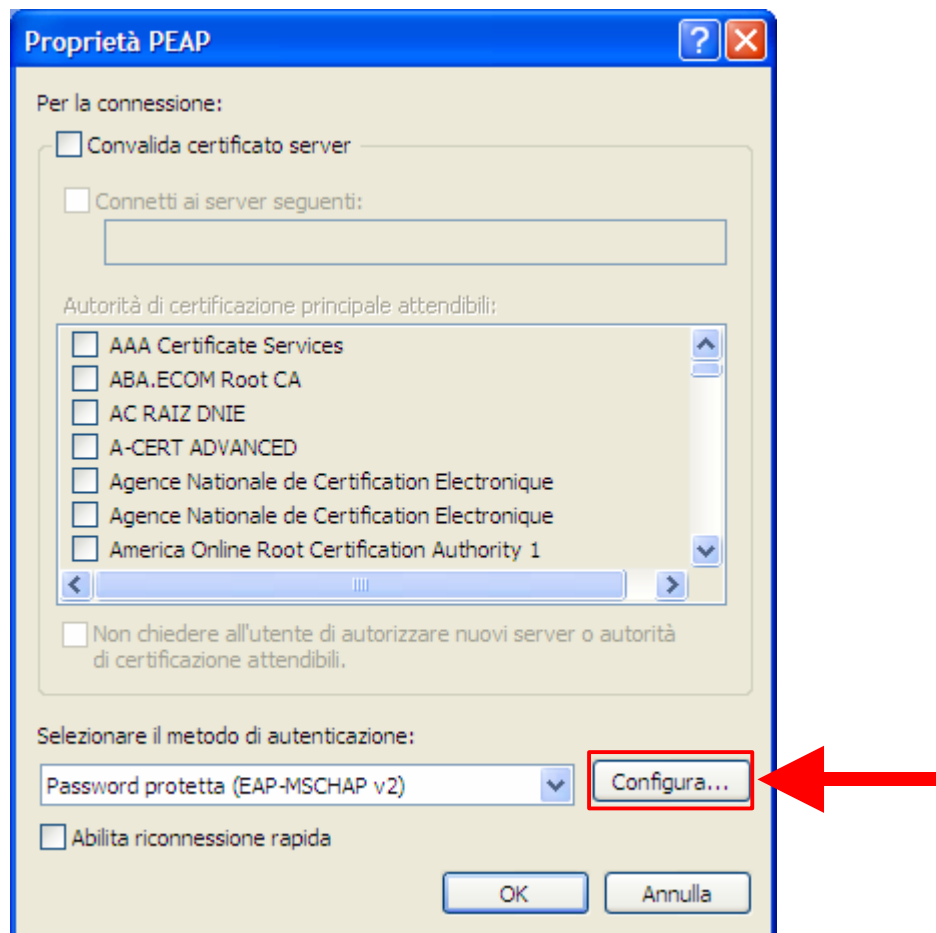 Proprietà PEAP
Per la connessione:
Convalida certificato server
Connetti ai server seguenti:
Autorità di certificazione principale attendibili:
AAA Certificate Services
ABA.ECOM Root CA
AC RAIZ DNIE
A-CERT ADVANCED
Agence Nationale de Certification Electronique
Agence Nationale de Certification Electronique
America Online Root Certification Authority 1
Non chiedere all'utente di autorizzare nuovi server o autorità
di certificazione attendibili.
Selezionare il metodo di autenticazione:
Password protetta (EAP-MSCHAP v2)
Configura...
Abilita riconnessione rapida
OK
Annulla